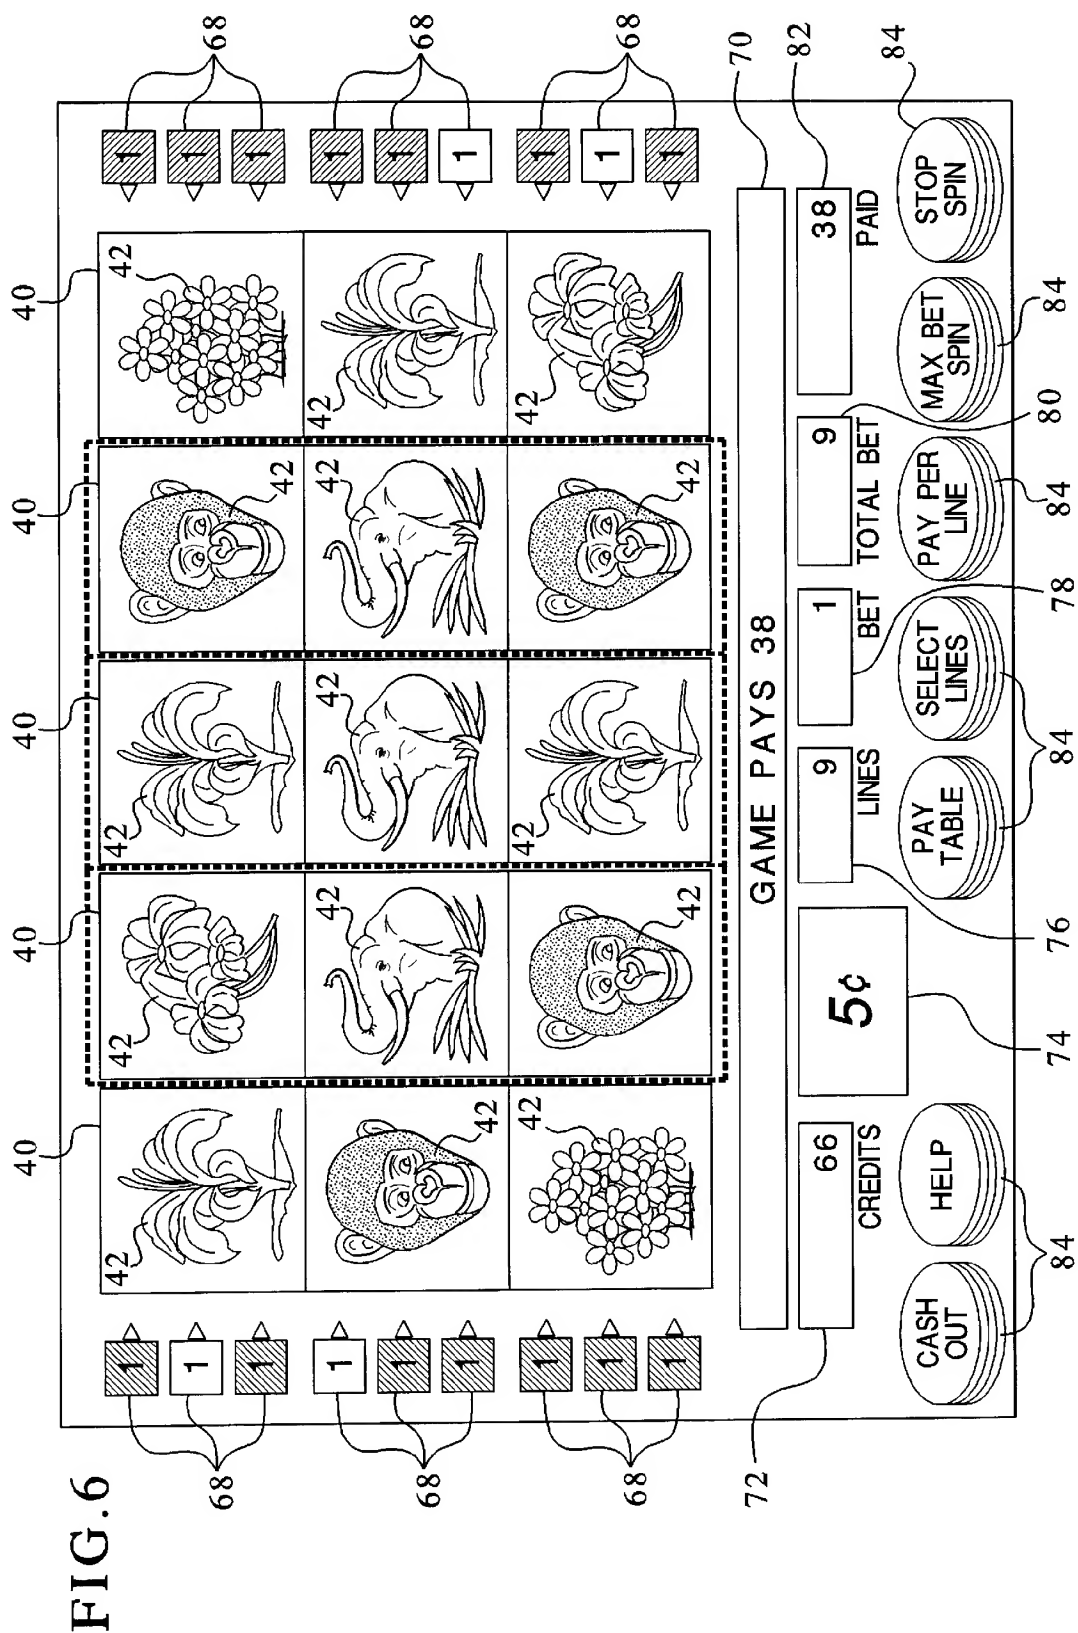 FIG.6
40 40 40 40 40
1 42 42 42 42 1
68 1 1 68
1 42 1
1 42 42 42 42 1
68 1 1 68
1 42 1
1 42 42 42 42 1
68 1 1 68
1 42 1
GAME PAYS 38 70
72 66 5¢ 9 1 9 38 82
CREDITS LINES BET TOTAL BET PAID
84
CASH OUT
HELP
PAY TABLE
SELECT LINES
PAY PER LINE
MAX BET SPIN
STOP SPIN
84 74 76 84 78 84 80 84